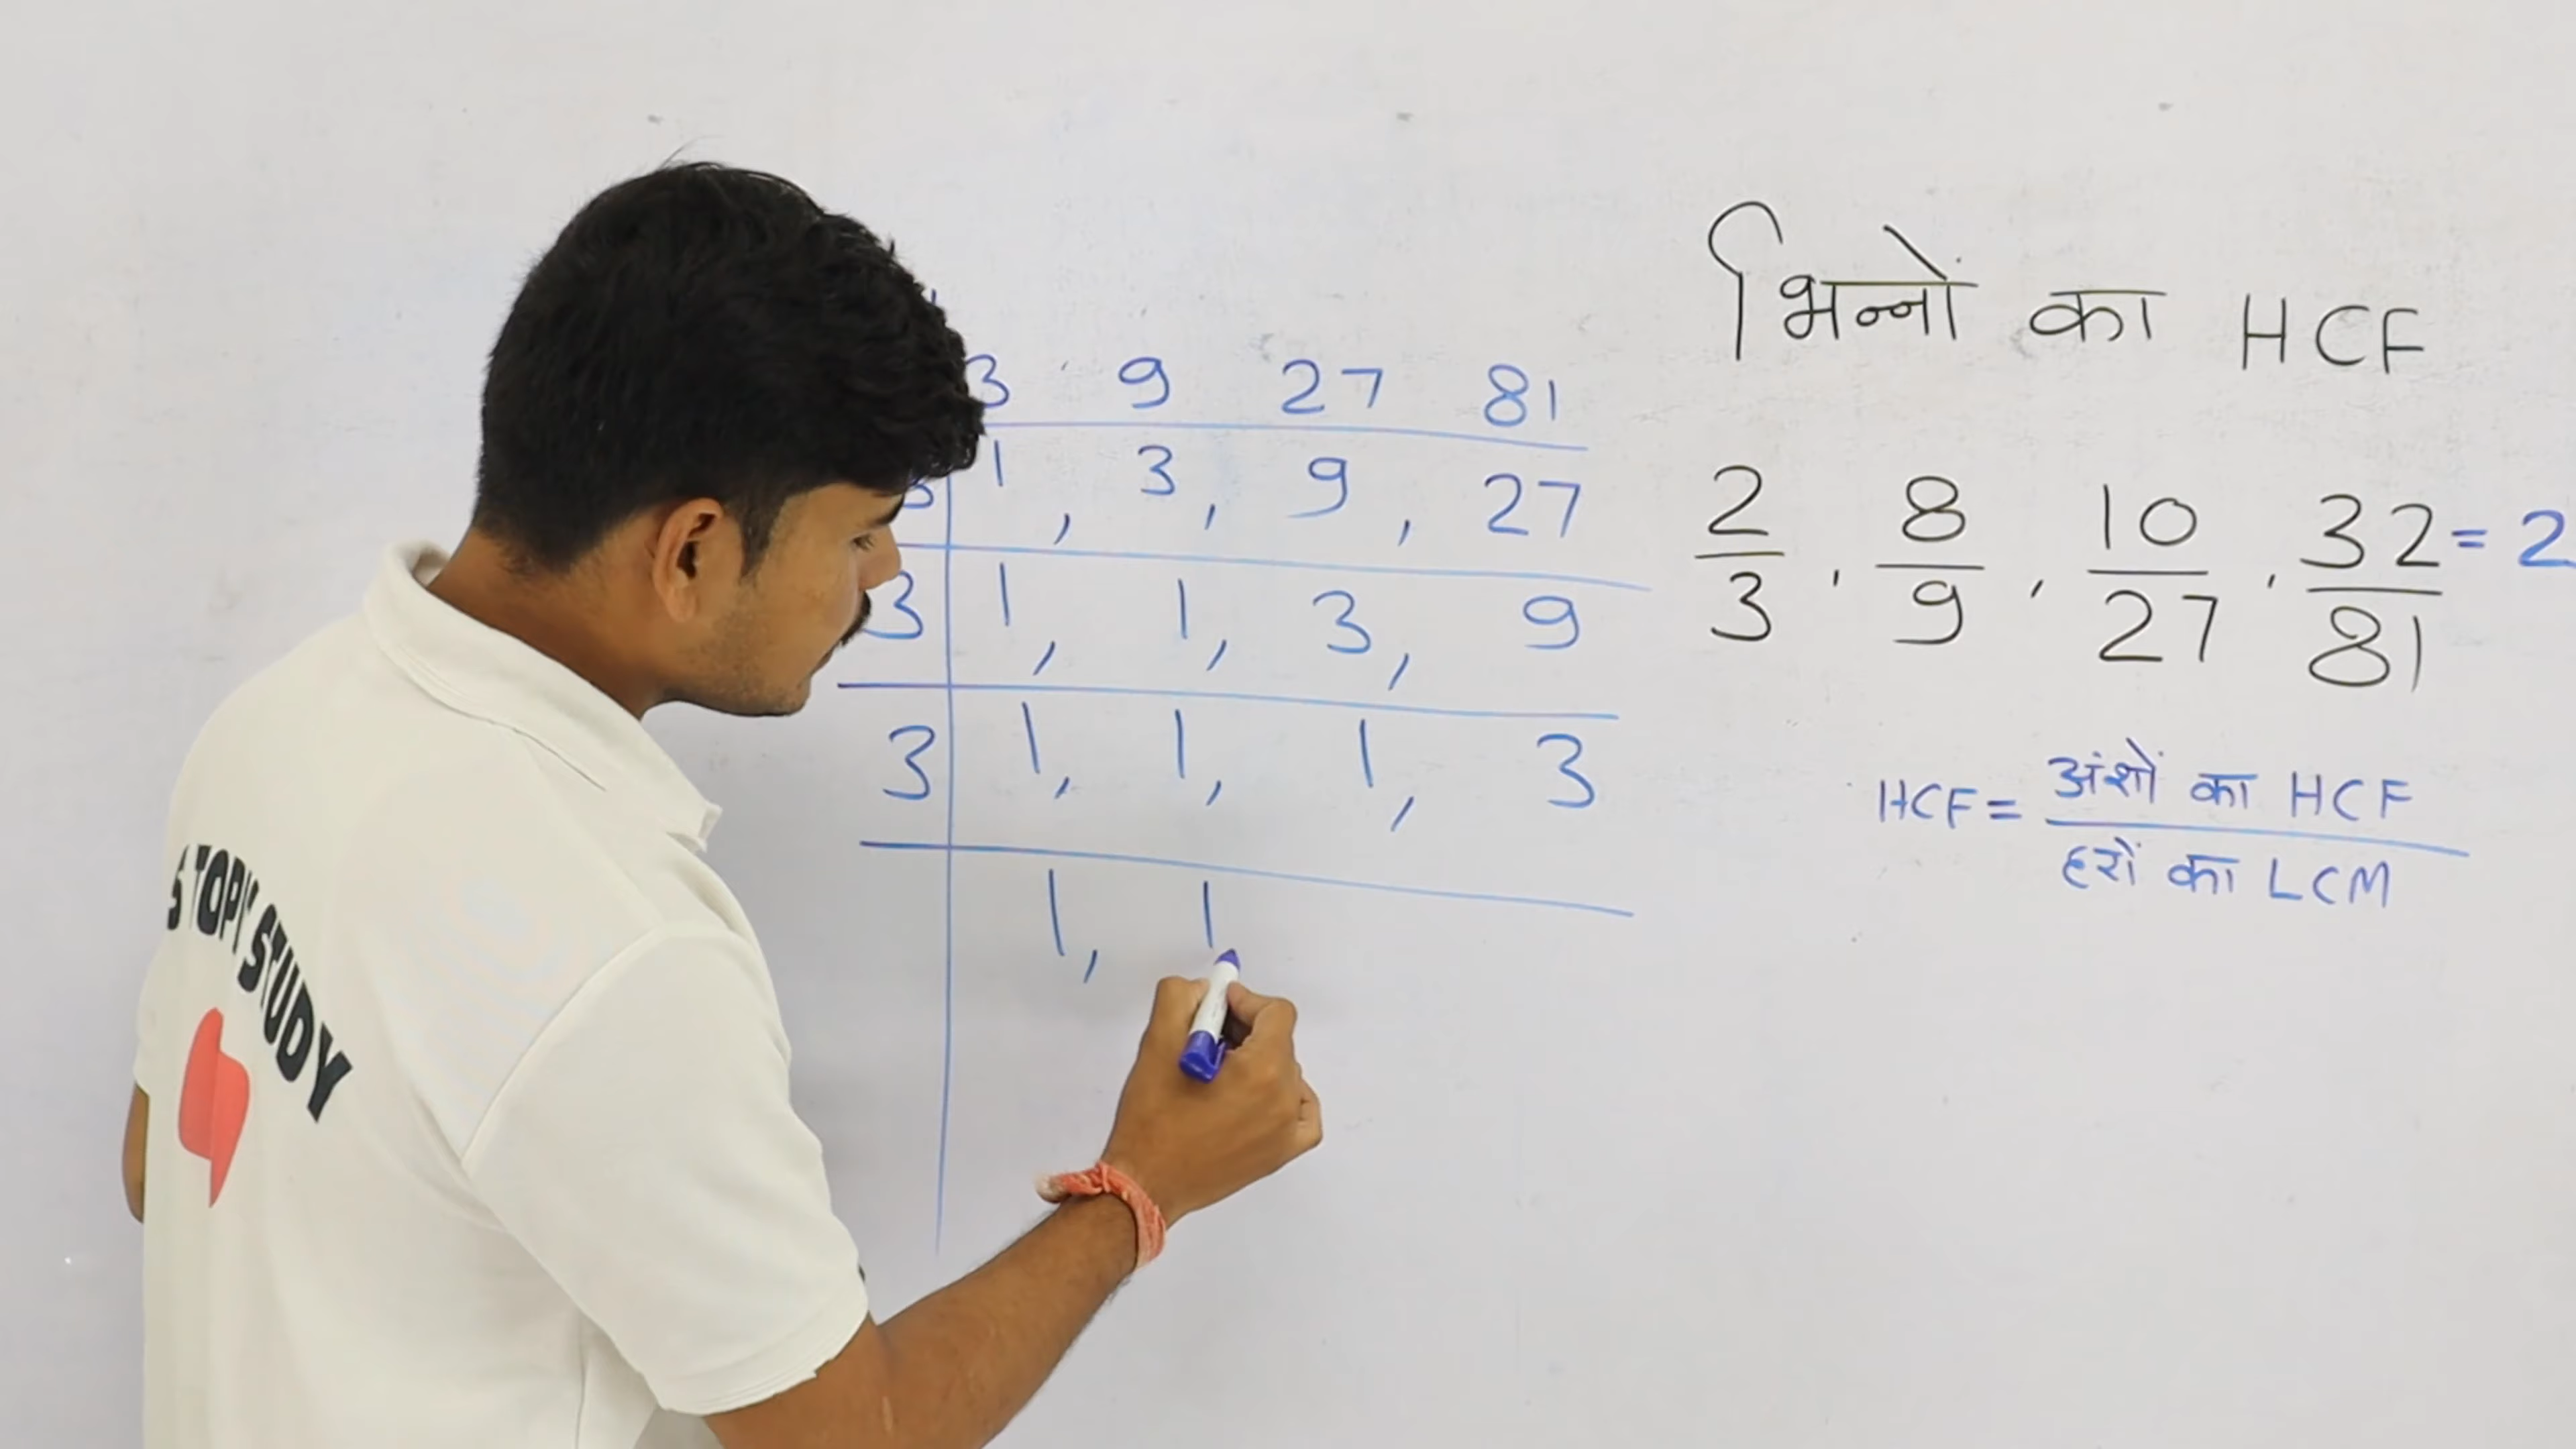 भिन्नों का HCF
2/3 , 8/9 , 10/27 , 32/81 = 2
HCF = अंशों का HCF / हरों का LCM
3 9 27 81
3 1 , 3 , 9 , 27
3 1 , 1 , 3 , 9
3 1 , 1 , 1 , 3
1 , 1
STUDY